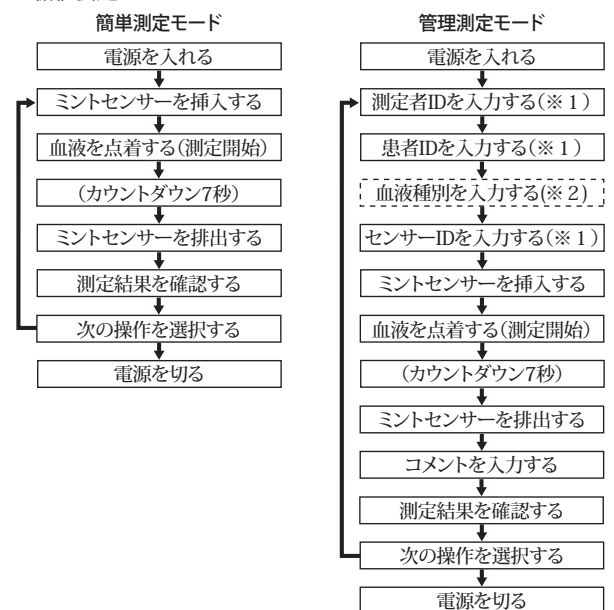 簡単測定モード
電源を入れる
ミントセンサーを挿入する
血液を点着する(測定開始)
(カウントダウン7秒)
ミントセンサーを排出する
測定結果を確認する
次の操作を選択する
電源を切る
管理測定モード
電源を入れる
測定者IDを入力する(※1)
患者IDを入力する(※1)
血液種別を入力する(※2)
センサーIDを入力する(※1)
ミントセンサーを挿入する
血液を点着する(測定開始)
(カウントダウン7秒)
ミントセンサーを排出する
コメントを入力する
測定結果を確認する
次の操作を選択する
電源を切る